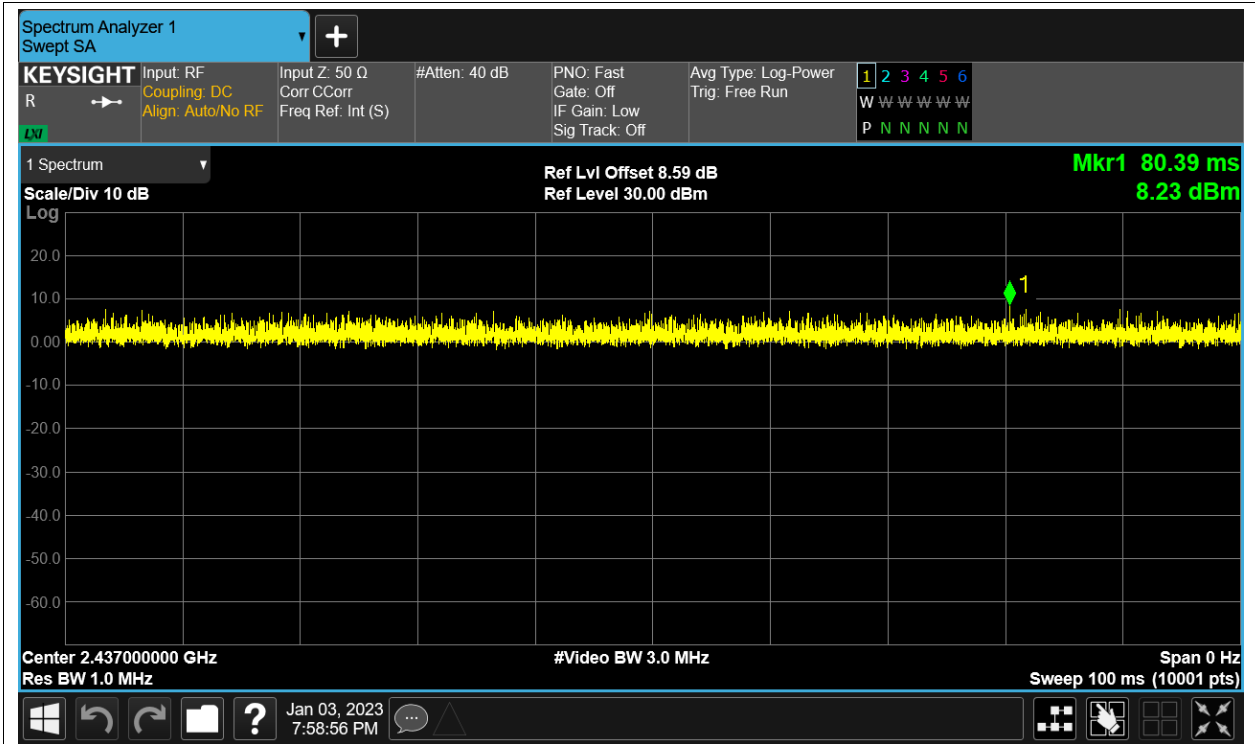 Spectrum Analyzer 1
Swept SA
KEYSIGHT
R
LXI
Input: RF
Coupling: DC
Align: Auto/No RF
Input Z: 50 Ω
Corr CCorr
Freq Ref: Int (S)
#Atten: 40 dB
PNO: Fast
Gate: Off
IF Gain: Low
Sig Track: Off
Avg Type: Log-Power
Trig: Free Run
1 2 3 4 5 6
W W W W W W
P N N N N N
1 Spectrum
Scale/Div 10 dB
Ref Lvl Offset 8.59 dB
Ref Level 30.00 dBm
Mkr1 80.39 ms
8.23 dBm
Log
20.0
10.0
0.00
-10.0
-20.0
-30.0
-40.0
-50.0
-60.0
1
Center 2.437000000 GHz
#Video BW 3.0 MHz
Span 0 Hz
Res BW 1.0 MHz
Sweep 100 ms (10001 pts)
?
Jan 03, 2023
7:58:56 PM